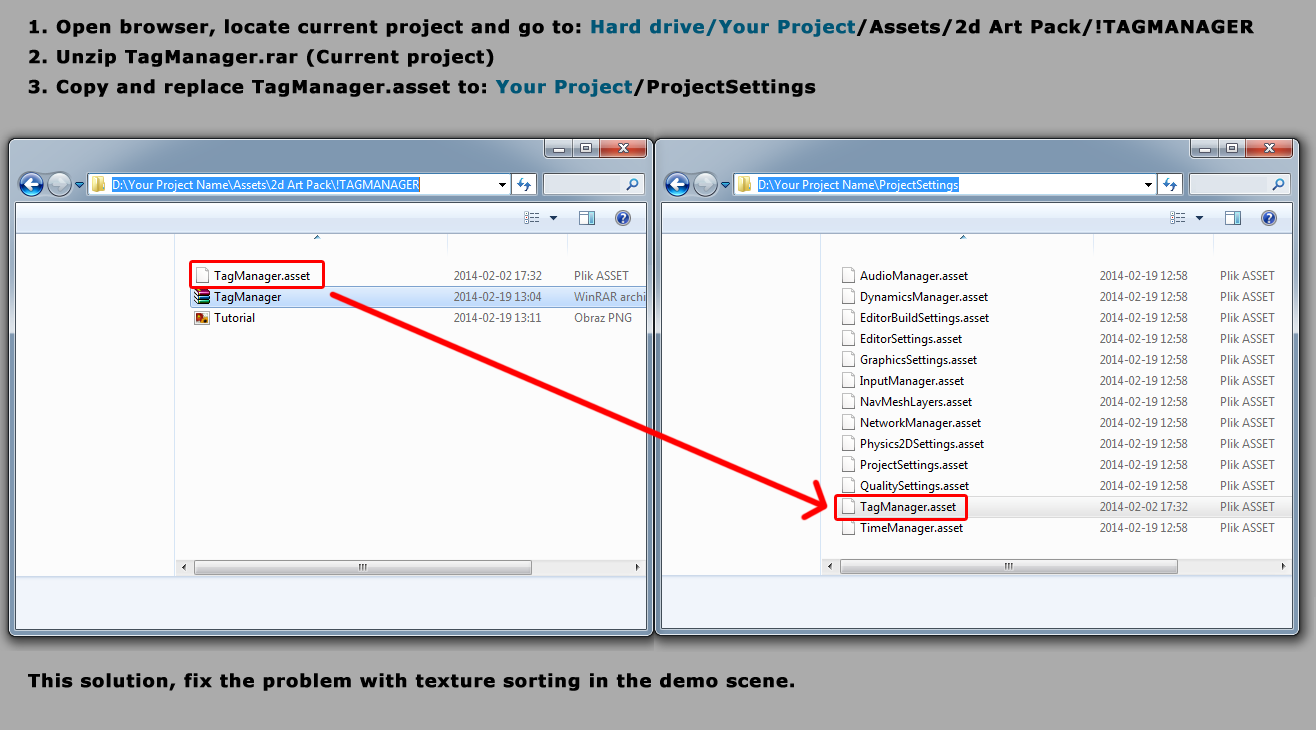 1. Open browser, locate current project and go to: Hard drive/Your Project/Assets/2d Art Pack/!TAGMANAGER
2. Unzip TagManager.rar (Current project)
3. Copy and replace TagManager.asset to: Your Project/ProjectSettings
D:\Your Project Name\Assets\2d Art Pack\!TAGMANAGER
TagManager.asset 2014-02-02 17:32 Plik ASSET
TagManager 2014-02-19 13:04 WinRAR archi
Tutorial 2014-02-19 13:11 Obraz PNG
D:\Your Project Name\ProjectSettings
AudioManager.asset 2014-02-19 12:58 Plik ASSET
DynamicsManager.asset 2014-02-19 12:58 Plik ASSET
EditorBuildSettings.asset 2014-02-19 12:58 Plik ASSET
EditorSettings.asset 2014-02-19 12:58 Plik ASSET
GraphicsSettings.asset 2014-02-19 12:58 Plik ASSET
InputManager.asset 2014-02-19 12:58 Plik ASSET
NavMeshLayers.asset 2014-02-19 12:58 Plik ASSET
NetworkManager.asset 2014-02-19 12:58 Plik ASSET
Physics2DSettings.asset 2014-02-19 12:58 Plik ASSET
ProjectSettings.asset 2014-02-19 12:58 Plik ASSET
QualitySettings.asset 2014-02-19 12:58 Plik ASSET
TagManager.asset 2014-02-02 17:32 Plik ASSET
TimeManager.asset 2014-02-19 12:58 Plik ASSET
This solution, fix the problem with texture sorting in the demo scene.